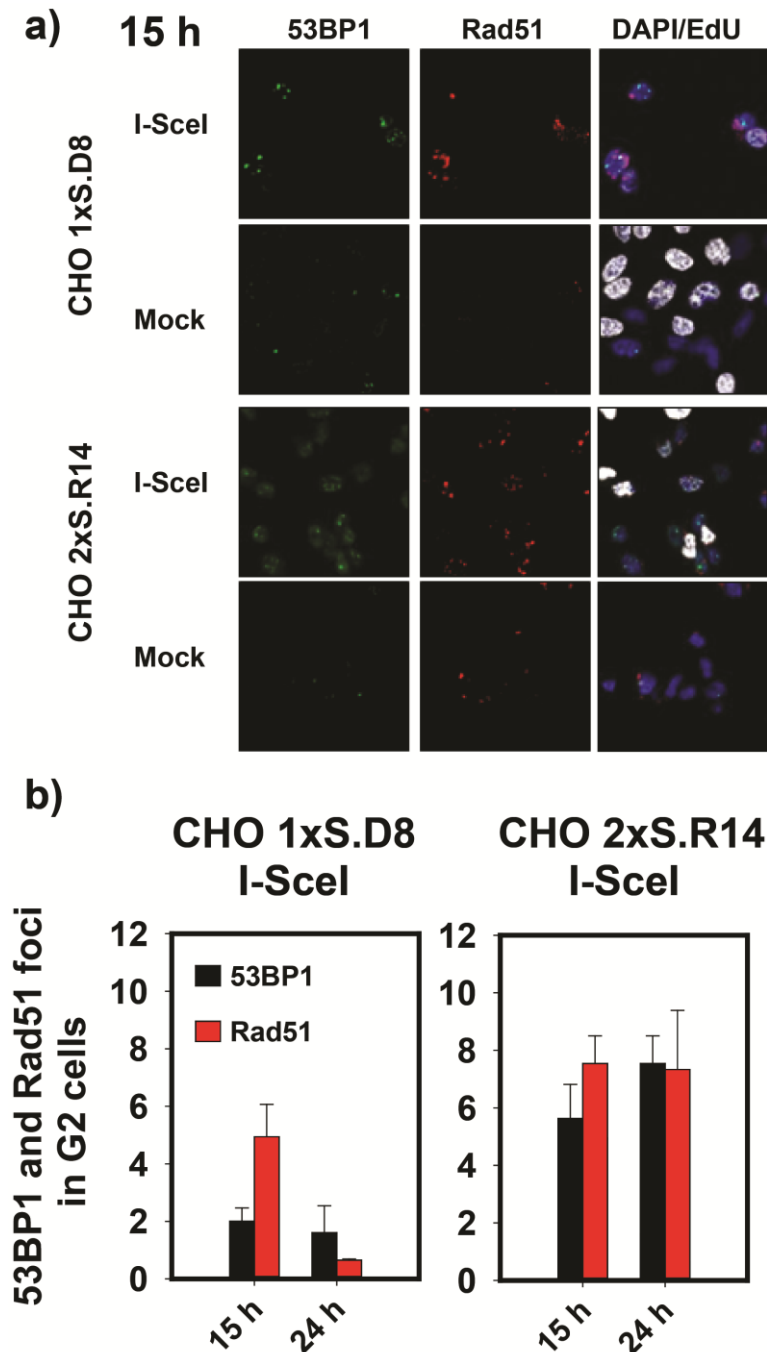 a) 15 h 53BP1 Rad51 DAPI/EdU
CHO 1xS.D8
I-SceI
Mock
CHO 2xS.R14
I-SceI
Mock
b)
CHO 1xS.D8 CHO 2xS.R14
I-SceI I-SceI
53BP1 and Rad51 foci
in G2 cells
12 12
10 10
8 8
6 6
4 4
2 2
0 0
53BP1
Rad51
15 h 24 h 15 h 24 h